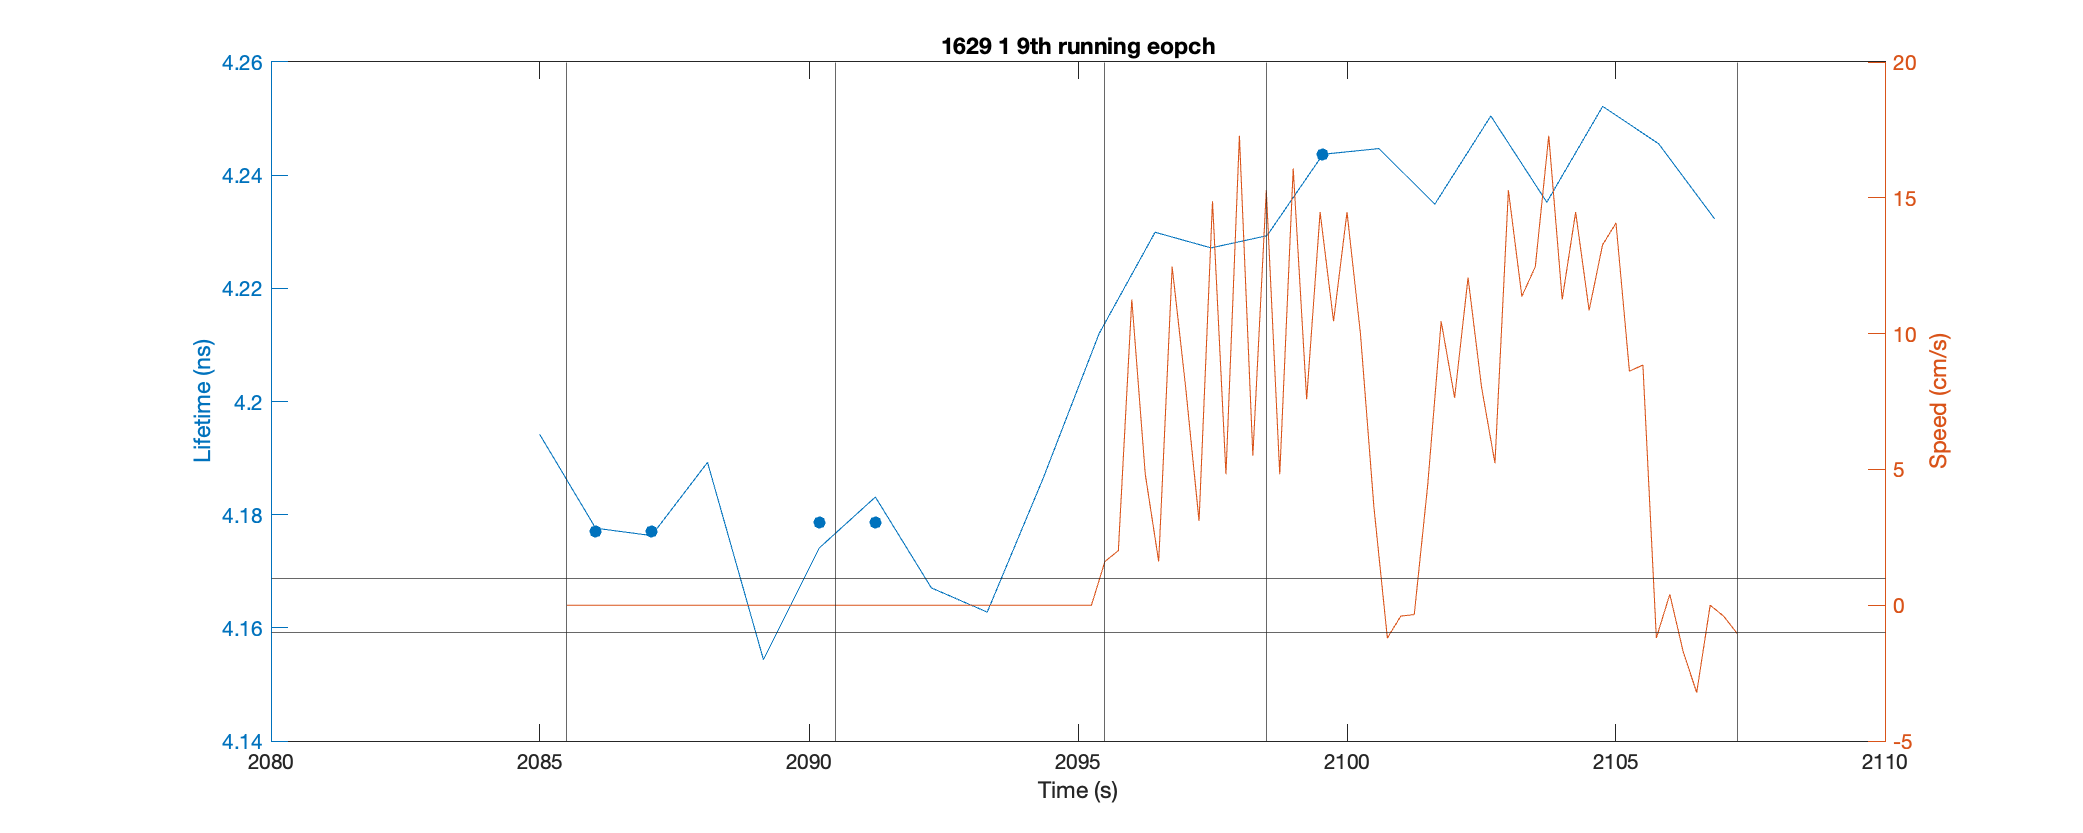 1629 1 9th running eopch
4.26
4.24
4.22
4.2
4.18
4.16
4.14
Lifetime (ns)
20
15
10
5
0
-5
Speed (cm/s)
2080 2085 2090 2095 2100 2105 2110
Time (s)